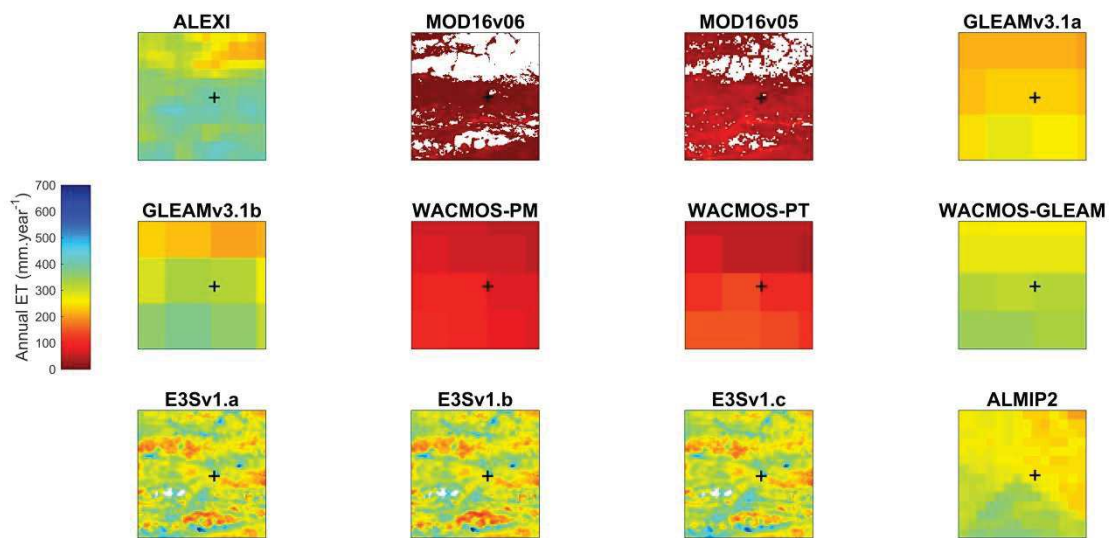 ALEXI
MOD16v06
MOD16v05
GLEAMv3.1a
Annual ET (mm.year-1)
700
600
500
400
300
200
100
0
GLEAMv3.1b
WACMOS-PM
WACMOS-PT
WACMOS-GLEAM
E3Sv1.a
E3Sv1.b
E3Sv1.c
ALMIP2